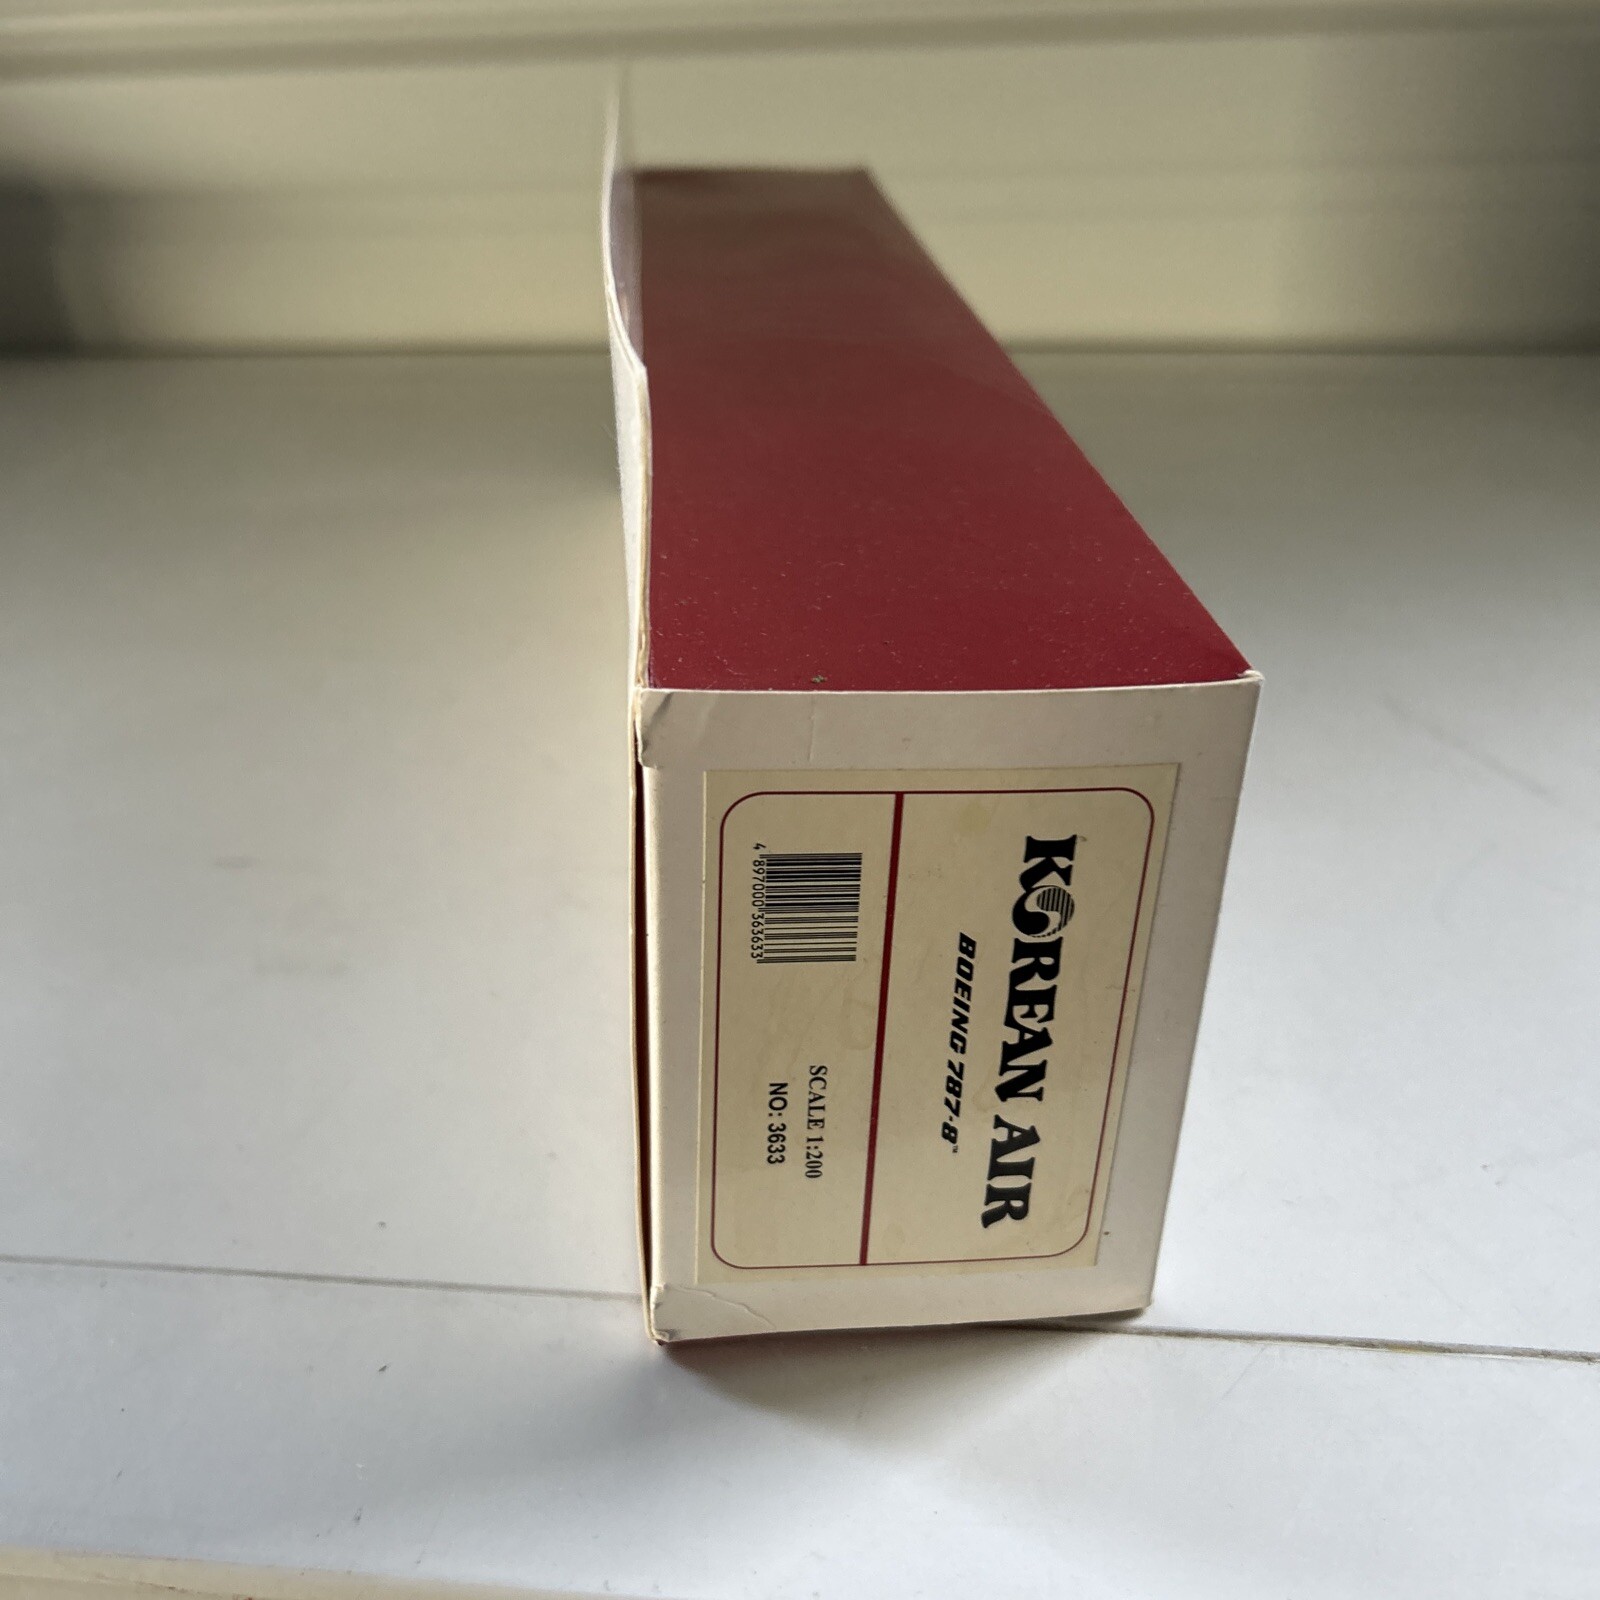 KOREAN AIR
BOEING 787-8™
SCALE 1:200
NO: 3633
4 897000 363633